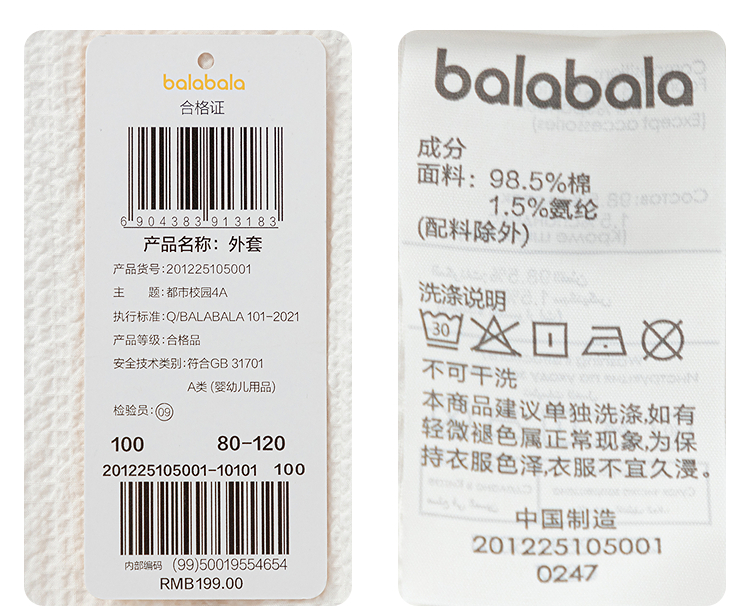 balabala
合格证
6 904383 913183
产品名称：外套
产品货号:201225105001
主 题:都市校园4A
执行标准:Q/BALABALA 101-2021
产品等级:合格品
安全技术类别:符合GB 31701
A类 (婴幼儿用品)
检验员:09
100 80-120
201225105001-10101 100
内部编码 (99)50019554654
RMB199.00
balabala
成分
面料：98.5%棉
1.5%氨纶
(配料除外)
洗涤说明
30
不可干洗
本商品建议单独洗涤,如有
轻微褪色属正常现象,为保
持衣服色泽,衣服不宜久浸。
中国制造
201225105001
0247